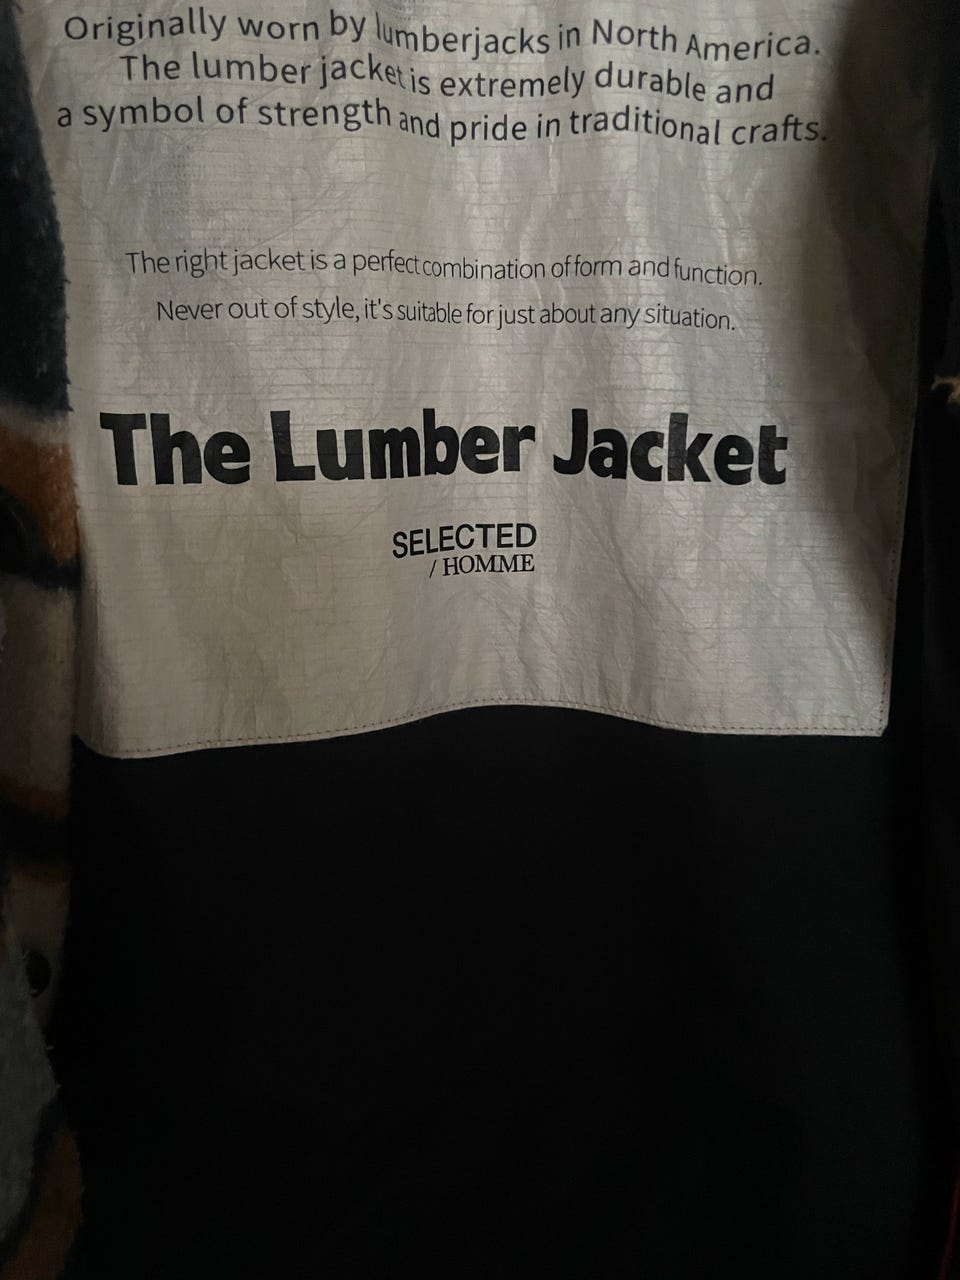 Originally worn by lumberjacks in North America.
The lumber jacket is extremely durable and
a symbol of strength and pride in traditional crafts.
The right jacket is a perfect combination of form and function.
Never out of style, it's suitable for just about any situation.
The Lumber Jacket
SELECTED
/ HOMME